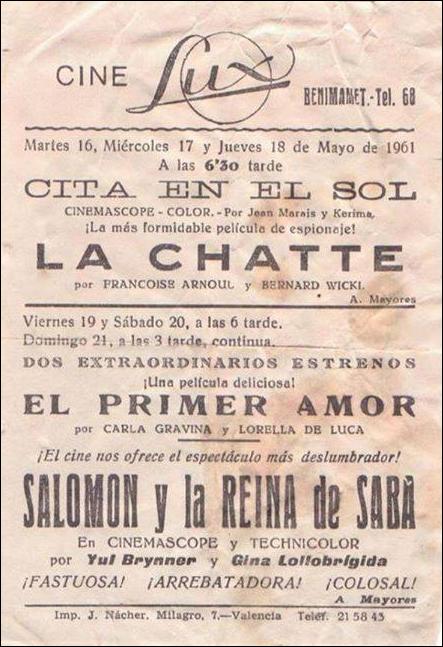 CINE Lux
BENIMAMET.-Tel. 68
Martes 16, Miércoles 17 y Jueves 18 de Mayo de 1961
A las 6'30 tarde
CITA EN EL SOL
CINEMASCOPE - COLOR. - Por Jean Marais y Kerima.
¡La más formidable película de espionaje!
LA CHATTE
por FRANCOISE ARNOUL y BERNARD WICKI.
A. Mayores
Viernes 19 y Sábado 20, a las 6 tarde.
Domingo 21, a las 3 tarde, continua.
DOS EXTRAORDINARIOS ESTRENOS
¡Una película deliciosa!
EL PRIMER AMOR
por CARLA GRAVINA y LORELLA DE LUCA
¡El cine nos ofrece el espectáculo más deslumbrador!
SALOMON y la REINA de SABA
En CINEMASCOPE y TECHNICOLOR
por Yul Brynner y Gina Lollobrígida
¡FASTUOSA! ¡ARREBATADORA! ¡COLOSAL!
A Mayores
Imp. J. Nácher. Milagro, 7.—Valencia Teléf. 21 58 43